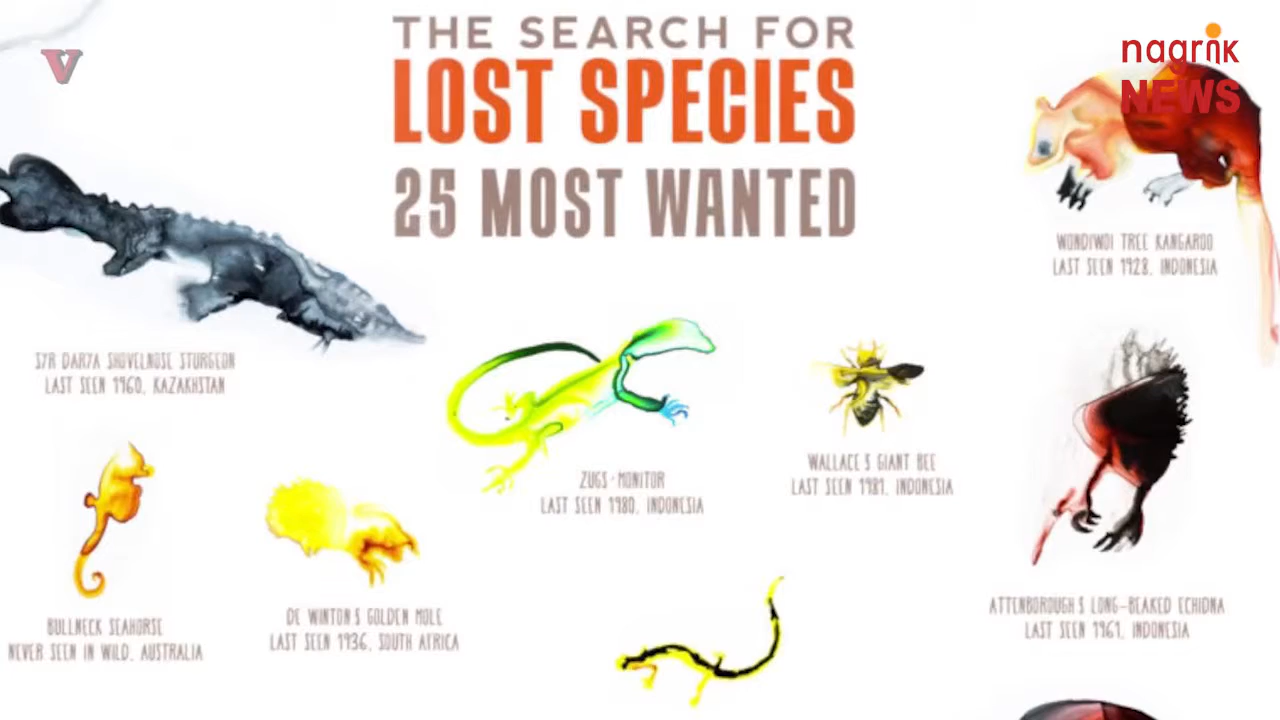 THE SEARCH FOR
LOST SPECIES
25 MOST WANTED
V
nagrik
NEWS
WONDIWOI TREE KANGAROO
LAST SEEN 1928, INDONESIA
SYR DARYA SHOVELNOSE STURGEON
LAST SEEN 1960, KAZAKHSTAN
ZUG'S MONITOR
LAST SEEN 1980, INDONESIA
WALLACE'S GIANT BEE
LAST SEEN 1981, INDONESIA
BULLNECK SEAHORSE
NEVER SEEN IN WILD, AUSTRALIA
DE WINTON'S GOLDEN MOLE
LAST SEEN 1936, SOUTH AFRICA
ATTENBOROUGH'S LONG-BEAKED ECHIDNA
LAST SEEN 1961, INDONESIA